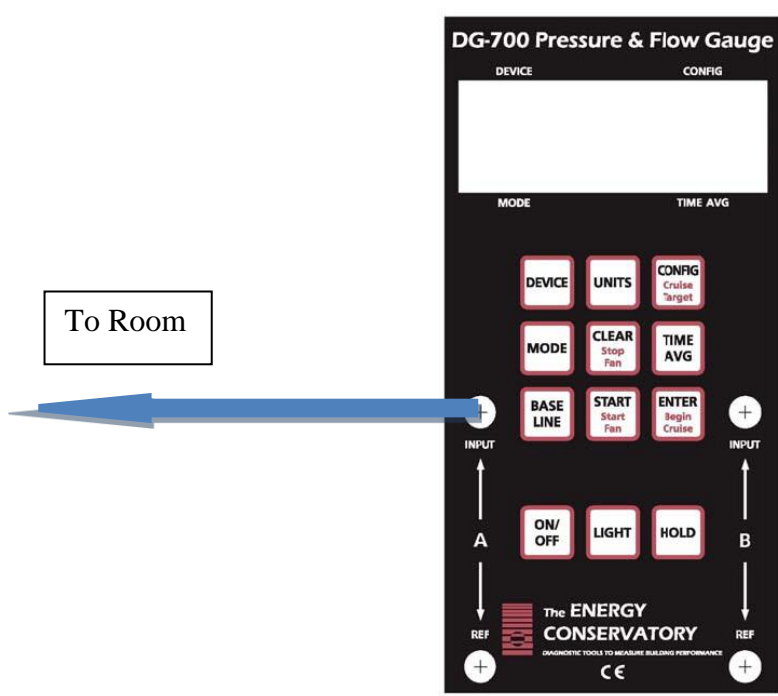 DG-700 Pressure & Flow Gauge
DEVICE CONFIG
MODE TIME AVG
To Room
DEVICE
UNITS
CONFIG
Cruise
Target
MODE
CLEAR
Stop
Fan
TIME
AVG
BASE
LINE
START
Start
Fan
ENTER
Begin
Cruise
INPUT
INPUT
A
ON/
OFF
LIGHT
HOLD
B
REF
The ENERGY
CONSERVATORY
DIAGNOSTIC TOOLS TO MEASURE BUILDING PERFORMANCE
CE
REF